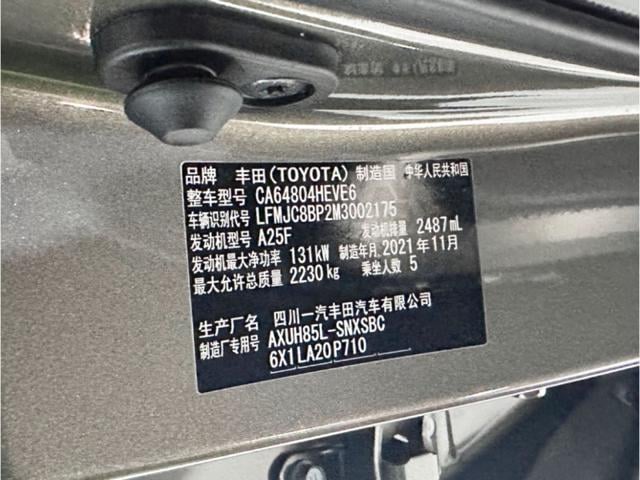 品牌 丰田(TOYOTA) 制造国 中华人民共和国
整车型号 CA64804HEVE6
车辆识别代号 LFMJC8BP2M3002175
发动机型号 A25F 发动机排量 2487mL
发动机最大净功率 131kW 制造年月 2021年11月
最大允许总质量 2230kg 乘坐人数 5
生产厂名 四川一汽丰田汽车有限公司
制造厂专用号 AXUH85L-SNXSBC
6X1LA20P710